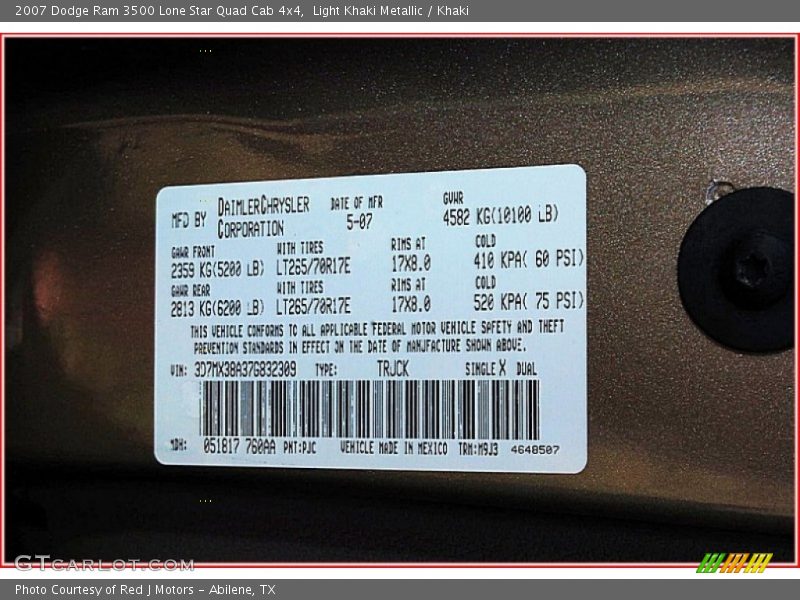 2007 Dodge Ram 3500 Lone Star Quad Cab 4x4,  Light Khaki Metallic / Khaki
MFD BY DAIMLERCHRYSLER CORPORATION DATE OF MFR 5-07 GVWR 4582 KG(10100 LB)
GAWR FRONT WITH TIRES RIMS AT COLD
2359 KG(5200 LB) LT265/70R17E 17X8.0 410 KPA( 60 PSI)
GAWR REAR WITH TIRES RIMS AT COLD
2813 KG(6200 LB) LT265/70R17E 17X8.0 520 KPA( 75 PSI)
THIS VEHICLE CONFORMS TO ALL APPLICABLE FEDERAL MOTOR VEHICLE SAFETY AND THEFT
PREVENTION STANDARDS IN EFFECT ON THE DATE OF MANUFACTURE SHOWN ABOVE.
VIN: 3D7MX38A37G832309 TYPE: TRUCK SINGLE X DUAL
MDH: 051817 760AA PNT:PJC VEHICLE MADE IN MEXICO TRM:M9J3 4648507
GTCARLOT.COM
Photo Courtesy of Red J Motors - Abilene, TX